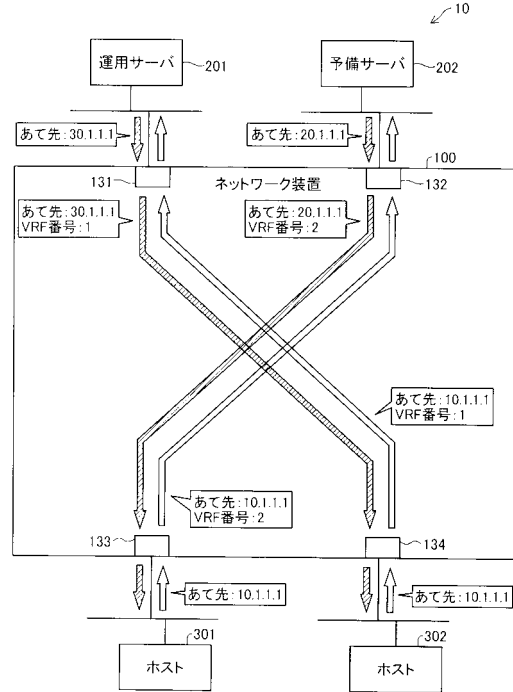 10
運用サーバ
201
予備サーバ
202
あて先:30.1.1.1
あて先:20.1.1.1
100
131
ネットワーク装置
132
あて先:30.1.1.1
VRF番号:1
あて先:20.1.1.1
VRF番号:2
あて先:10.1.1.1
VRF番号:1
あて先:10.1.1.1
VRF番号:2
133
134
あて先:10.1.1.1
あて先:10.1.1.1
301
302
ホスト
ホスト